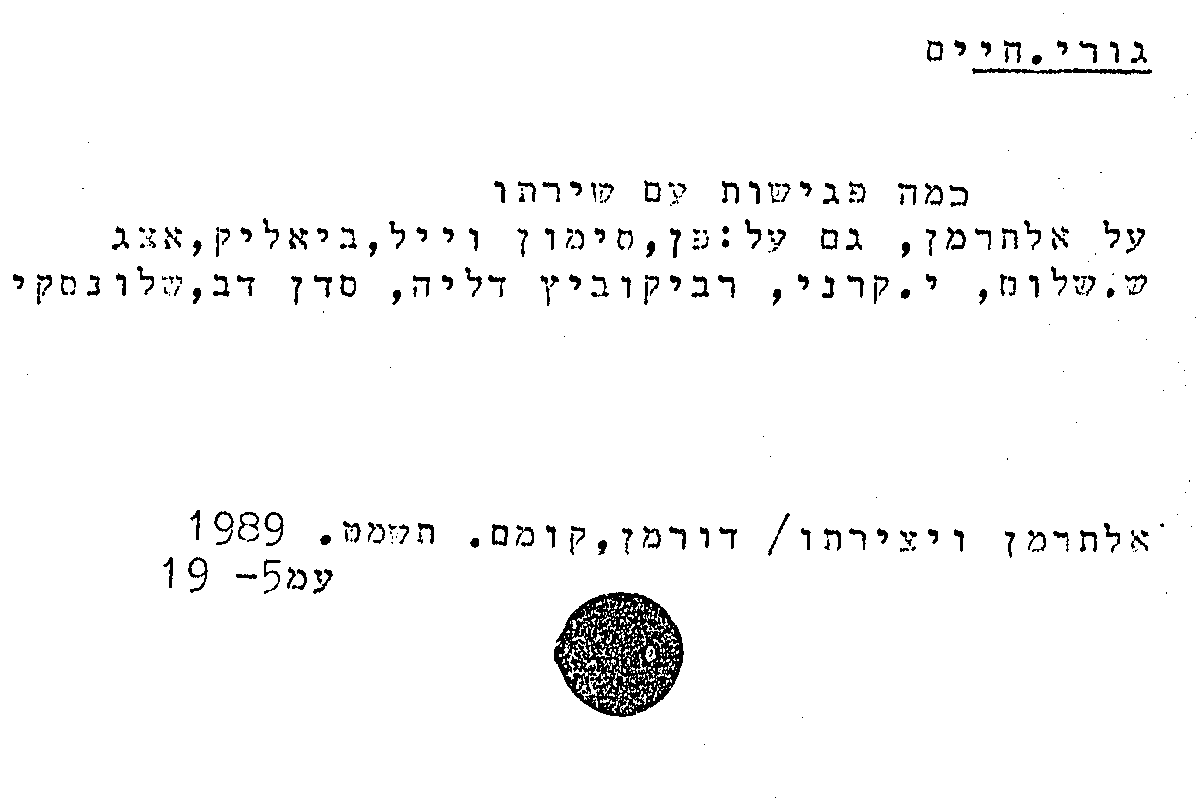 גורי.חיים
כמה פגישות עם שירתו
על אלתרמן, גם על:פן,סימון וייל,ביאליק,אצג
ש.שלום, י.קרני, רביקוביץ דליה, סדן דב,שלונסקי
אלתרמן ויצירתו/ דורמן,קומם. תשמט. 1989
עמ5- 19